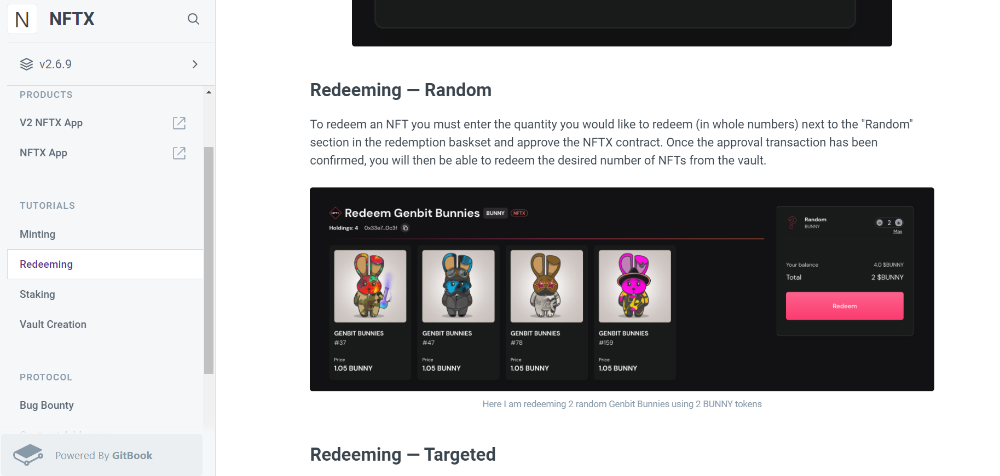 N NFTX
v2.6.9
PRODUCTS
V2 NFTX App
NFTX App
TUTORIALS
Minting
Redeeming
Staking
Vault Creation
PROTOCOL
Bug Bounty
Powered By GitBook
Redeeming — Random
To redeem an NFT you must enter the quantity you would like to redeem (in whole numbers) next to the "Random"
section in the redemption baskset and approve the NFTX contract. Once the approval transaction has been
confirmed, you will then be able to redeem the desired number of NFTs from the vault.
NFTX Redeem Genbit Bunnies BUNNY NFTX
Holdings: 4 0x33e7...0c3f
GENBIT BUNNIES
#37
Price
1.05 BUNNY
GENBIT BUNNIES
#47
Price
1.05 BUNNY
GENBIT BUNNIES
#78
Price
1.05 BUNNY
GENBIT BUNNIES
#159
Price
1.05 BUNNY
Random
BUNNY
2
Max
Your balance 4.0 $BUNNY
Total 2 $BUNNY
Redeem
Here I am redeeming 2 random Genbit Bunnies using 2 BUNNY tokens
Redeeming — Targeted